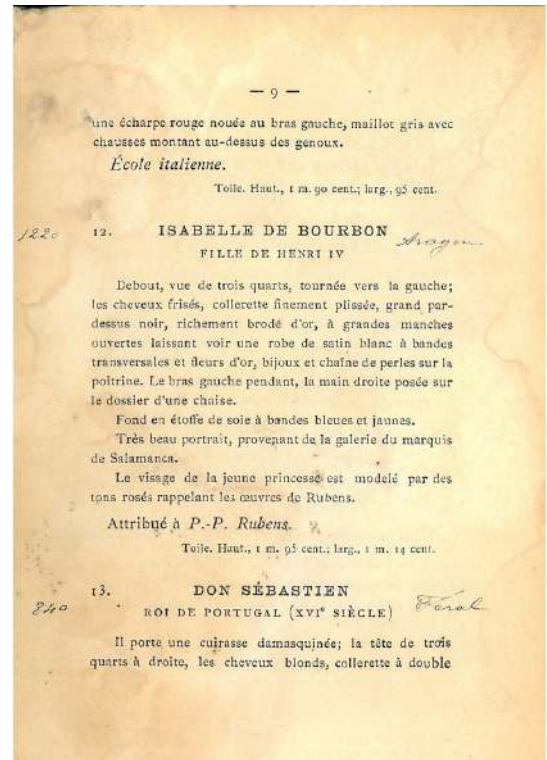 — 9 —
une écharpe rouge nouée au bras gauche, maillot gris avec
chausses montant au-dessus des genoux.
École italienne.
Toile. Haut., 1 m. 90 cent.; larg., 95 cent.
1220 12. ISABELLE DE BOURBON Aragon
FILLE DE HENRI IV
Debout, vue de trois quarts, tournée vers la gauche;
les cheveux frisés, collerette finement plissée, grand par-
dessus noir, richement brodé d'or, à grandes manches
ouvertes laissant voir une robe de satin blanc à bandes
transversales et fleurs d'or, bijoux et chaîne de perles sur la
poitrine. Le bras gauche pendant, la main droite posée sur
le dossier d'une chaise.
Fond en étoffe de soie à bandes bleues et jaunes.
Très beau portrait, provenant de la galerie du marquis
de Salamanca.
Le visage de la jeune princesse est modelé par des
tons rosés rappelant les œuvres de Rubens.
Attribué à P.-P. Rubens.
Toile. Haut., 1 m. 95 cent.; larg., 1 m. 14 cent.
840 13. DON SÉBASTIEN Féral
ROI DE PORTUGAL (XVIe SIÈCLE)
Il porte une cuirasse damasquinée; la tête de trois
quarts à droite, les cheveux blonds, collerette à double